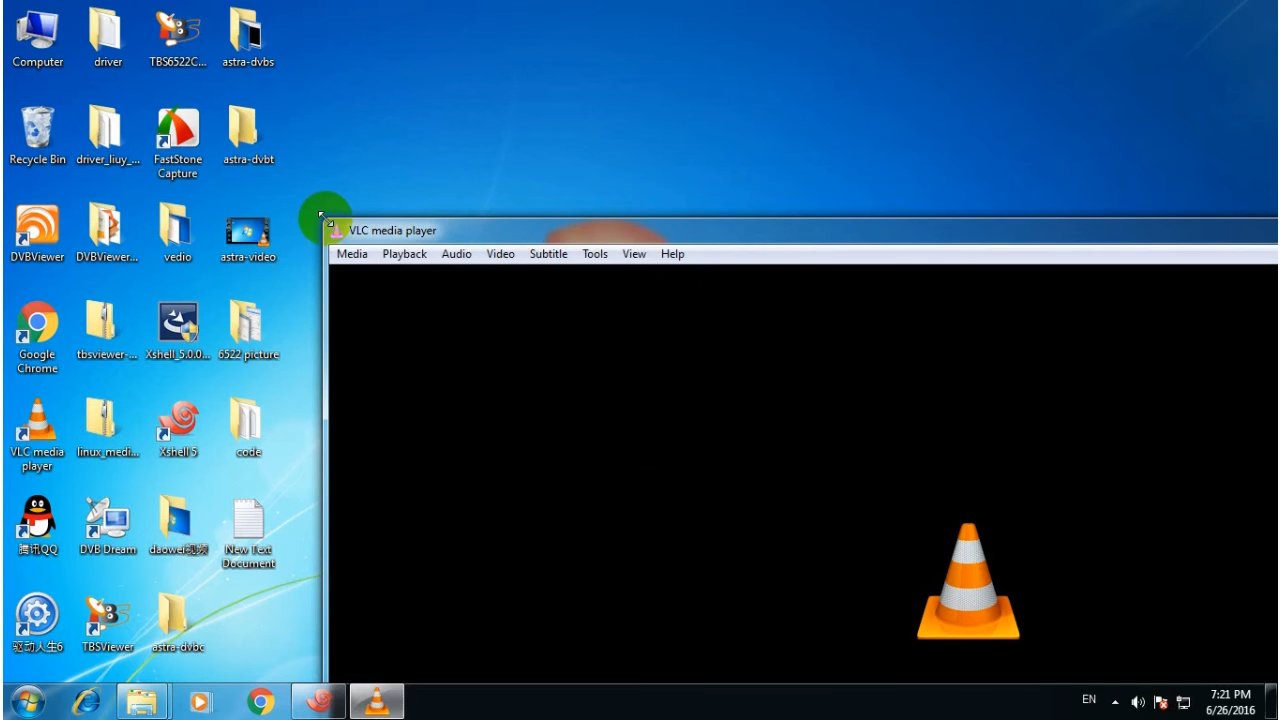 Computer
driver
TBS6522C...
astra-dvbs
Recycle Bin
driver_liuy_...
FastStone
Capture
astra-dvbt
DVBViewer
DVBViewer...
vedio
astra-video
Google
Chrome
tbsviewer-...
Xshell_5.0.0...
6522 picture
VLC media
player
linux_medi...
Xshell 5
code
腾讯QQ
DVB Dream
daowei视频
New Text
Document
驱动人生6
TBSViewer
astra-dvbc
VLC media player
Media Playback Audio Video Subtitle Tools View Help
EN
7:21 PM
6/26/2016